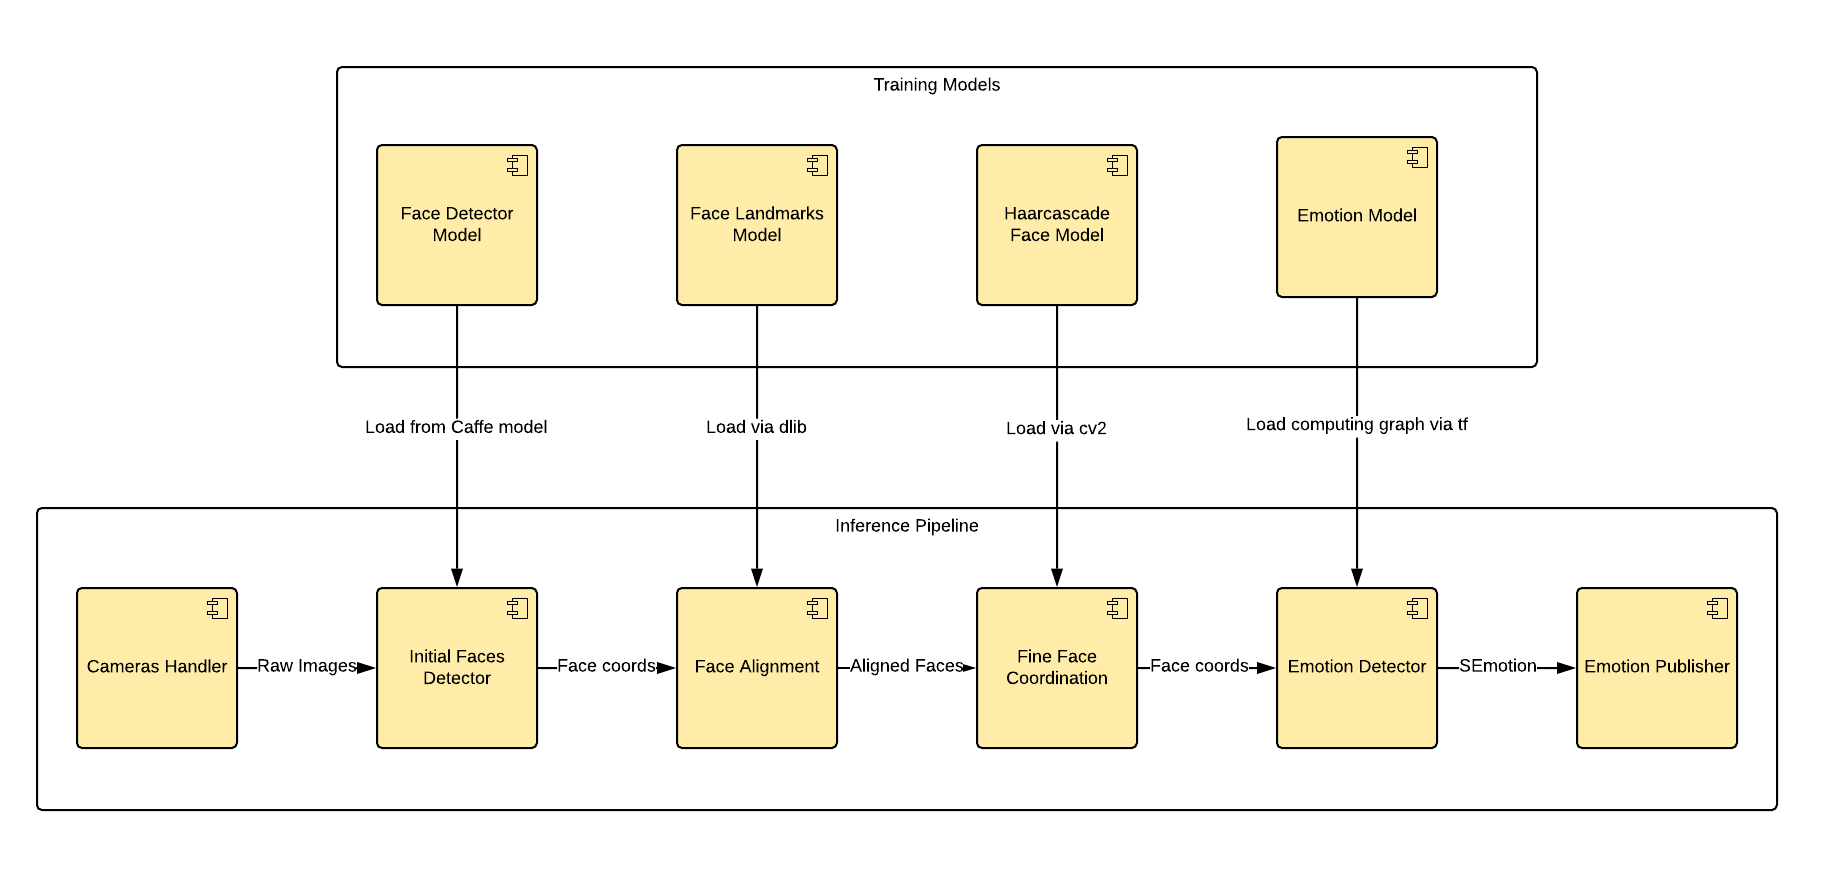 Training Models
Face Detector
Model
Face Landmarks
Model
Haarcascade
Face Model
Emotion Model
Load from Caffe model
Load via dlib
Load via cv2
Load computing graph via tf
Inference Pipeline
Cameras Handler
Raw Images
Initial Faces
Detector
Face coords
Face Alignment
Aligned Faces
Fine Face
Coordination
Face coords
Emotion Detector
SEmotion
Emotion Publisher